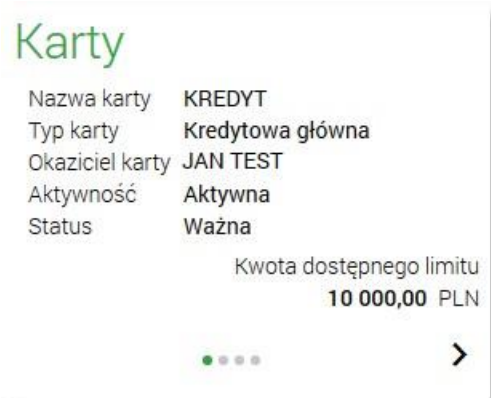 Karty
Nazwa karty KREDYT
Typ karty Kredytowa główna
Okaziciel karty JAN TEST
Aktywność Aktywna
Status Ważna
Kwota dostępnego limitu
10 000,00 PLN